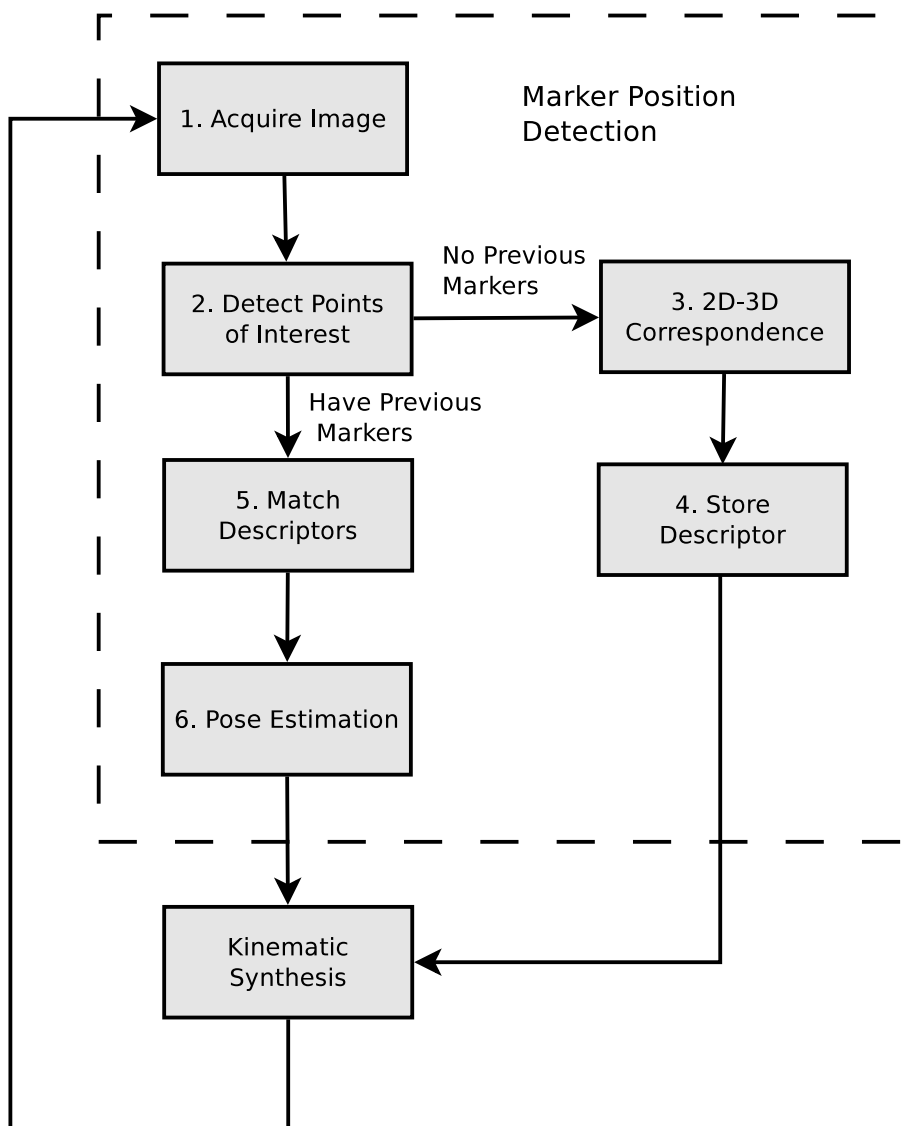 Marker Position
Detection
1. Acquire Image
2. Detect Points
of Interest
No Previous
Markers
3. 2D-3D
Correspondence
Have Previous
Markers
5. Match
Descriptors
4. Store
Descriptor
6. Pose Estimation
Kinematic
Synthesis